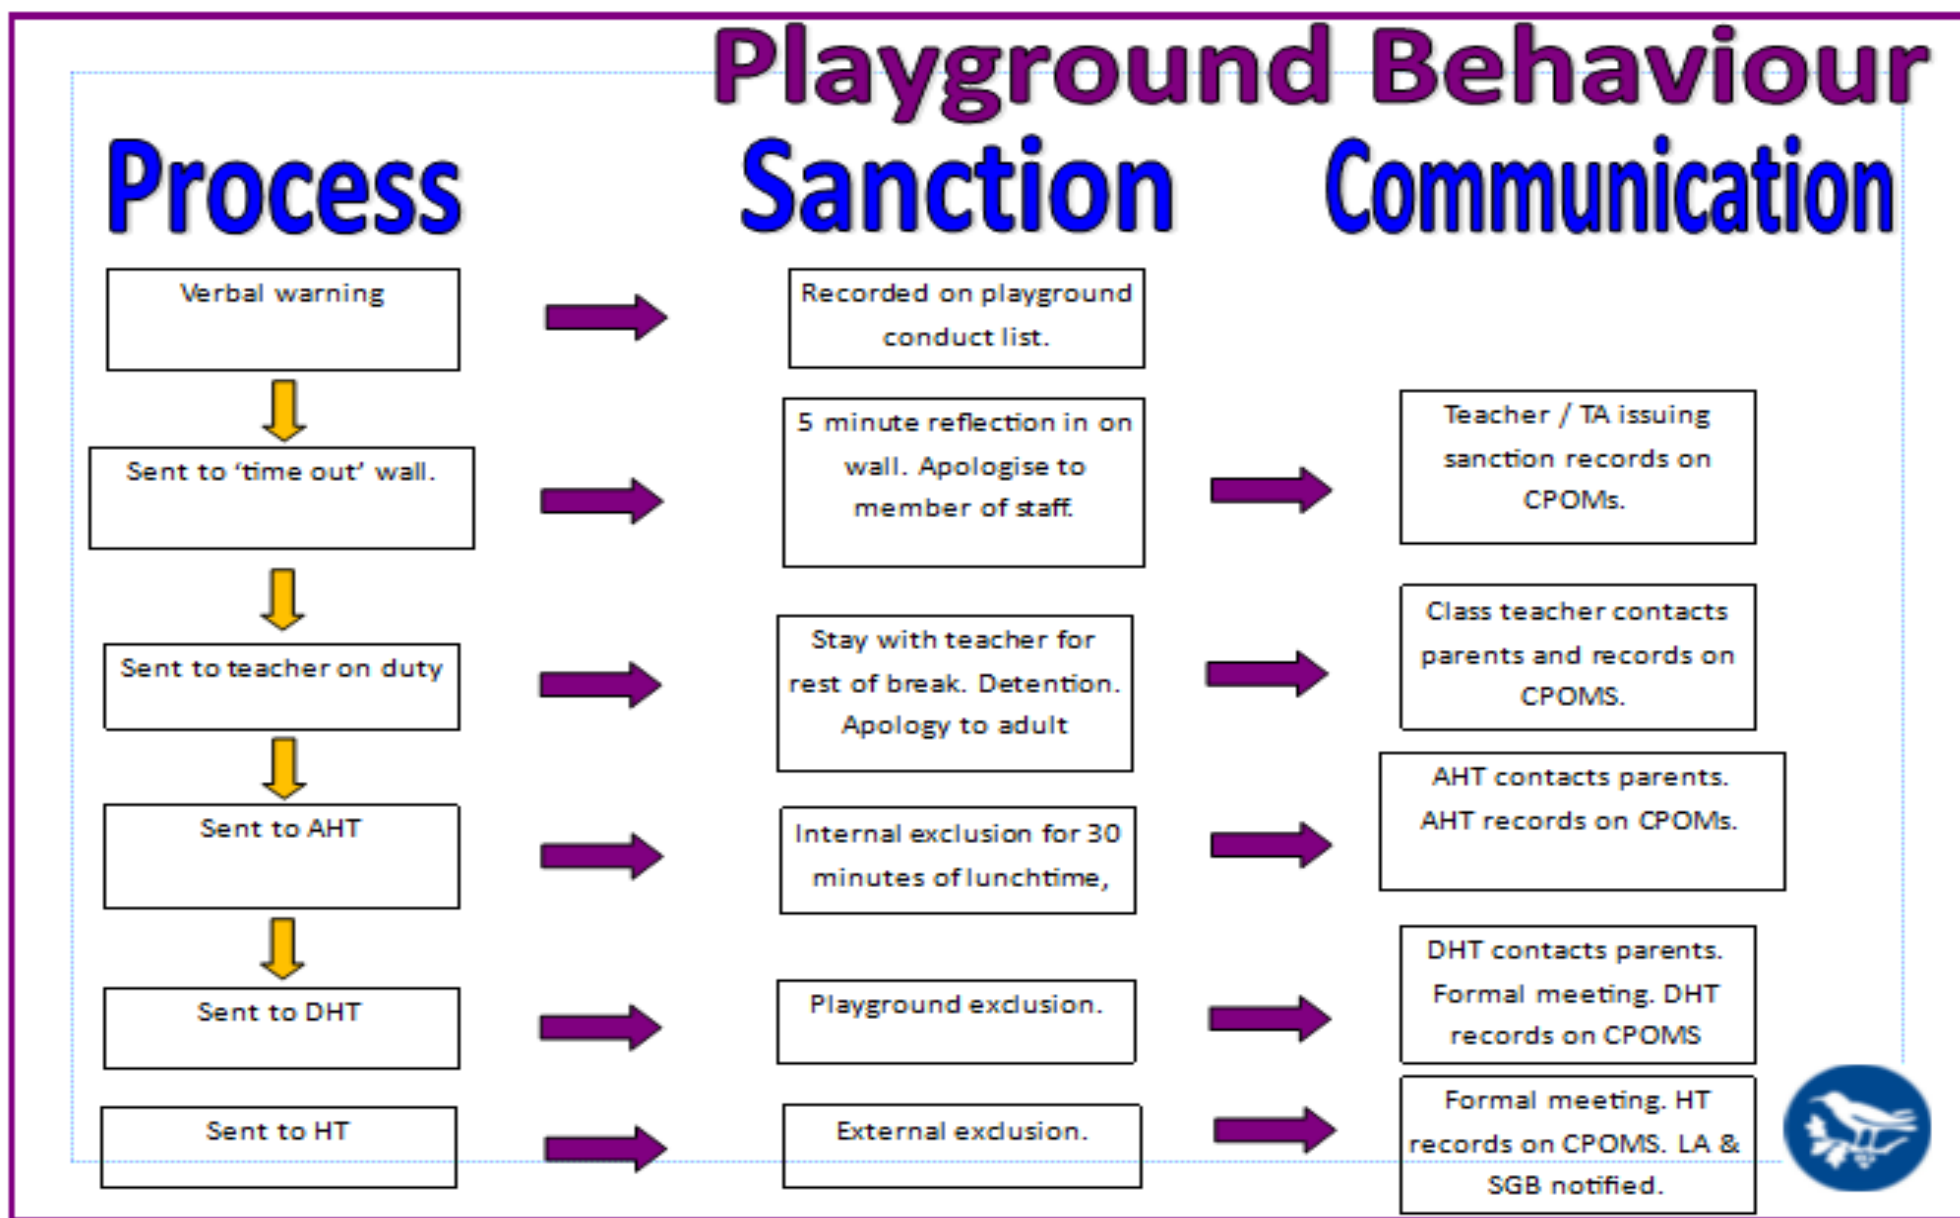 Playground Behaviour
Process
Sanction
Communication
Verbal warning
Recorded on playground
conduct list.
Sent to ‘time out’ wall.
5 minute reflection in on
wall. Apologise to
member of staff.
Teacher / TA issuing
sanction records on
CPOMs.
Sent to teacher on duty
Stay with teacher for
rest of break. Detention.
Apology to adult
Class teacher contacts
parents and records on
CPOMS.
Sent to AHT
Internal exclusion for 30
minutes of lunchtime,
AHT contacts parents.
AHT records on CPOMs.
Sent to DHT
Playground exclusion.
DHT contacts parents.
Formal meeting. DHT
records on CPOMS
Sent to HT
External exclusion.
Formal meeting. HT
records on CPOMS. LA &
SGB notified.